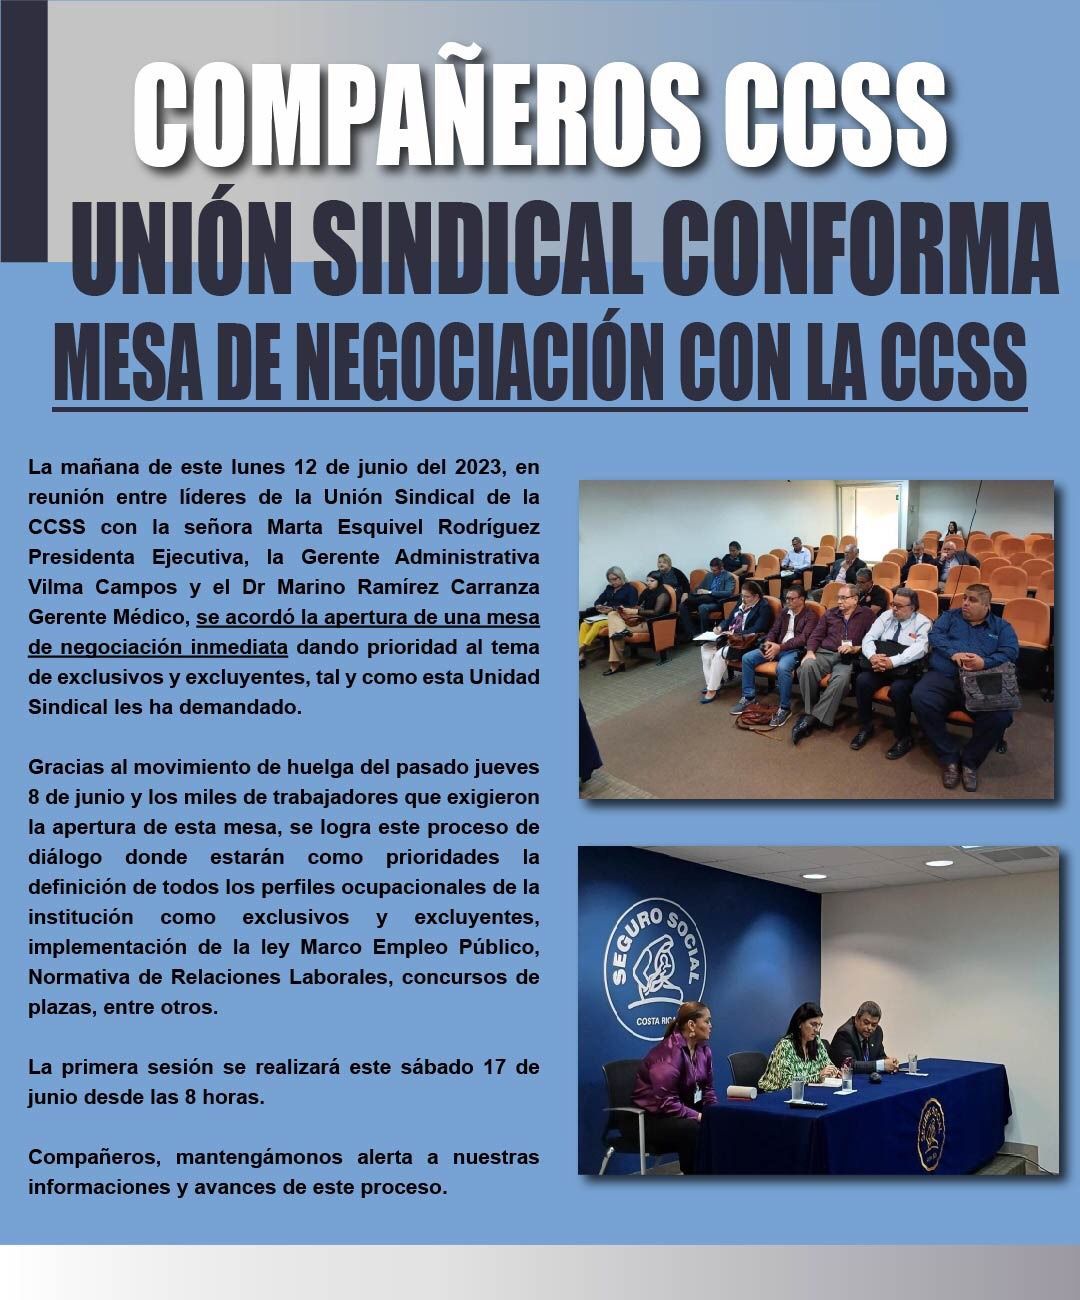 COMPAÑEROS CCSS
UNIÓN SINDICAL CONFORMA
MESA DE NEGOCIACIÓN CON LA CCSS
La mañana de este lunes 12 de junio del 2023, en
reunión entre líderes de la Unión Sindical de la
CCSS con la señora Marta Esquivel Rodríguez
Presidenta Ejecutiva, la Gerente Administrativa
Vilma Campos y el Dr Marino Ramírez Carranza
Gerente Médico, se acordó la apertura de una mesa
de negociación inmediata dando prioridad al tema
de exclusivos y excluyentes, tal y como esta Unidad
Sindical les ha demandado.
Gracias al movimiento de huelga del pasado jueves
8 de junio y los miles de trabajadores que exigieron
la apertura de esta mesa, se logra este proceso de
diálogo donde estarán como prioridades la
definición de todos los perfiles ocupacionales de la
institución como exclusivos y excluyentes,
implementación de la ley Marco Empleo Público,
Normativa de Relaciones Laborales, concursos de
plazas, entre otros.
La primera sesión se realizará este sábado 17 de
junio desde las 8 horas.
Compañeros, mantengámonos alerta a nuestras
informaciones y avances de este proceso.
SEGURO SOCIAL
COSTA RICA
SEGURO SOCIAL